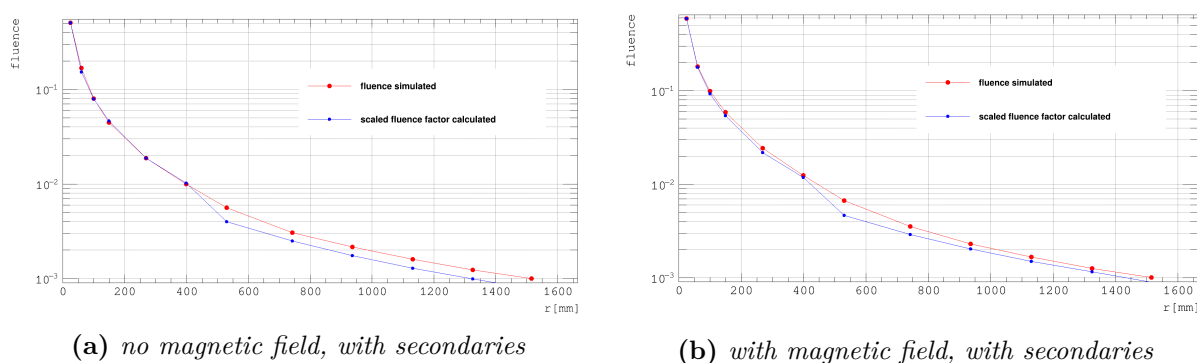 fluence
10⁻¹
10⁻²
10⁻³
fluence simulated
scaled fluence factor calculated
0 200 400 600 800 1000 1200 1400 1600
r[mm]
(a) no magnetic field, with secondaries
fluence
10⁻¹
10⁻²
10⁻³
fluence simulated
scaled fluence factor calculated
0 200 400 600 800 1000 1200 1400 1600
r[mm]
(b) with magnetic field, with secondaries